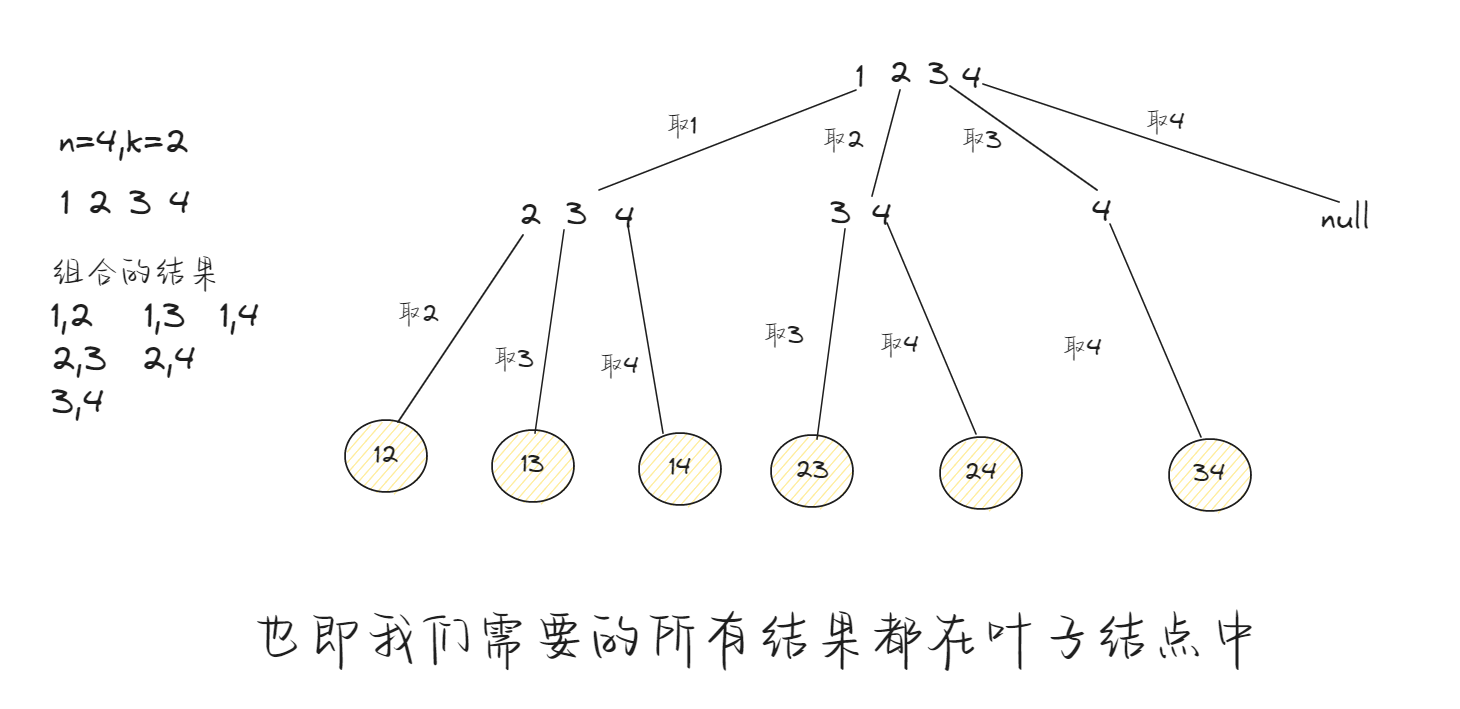 n=4,k=2
1 2 3 4
组合的结果
1,2 1,3 1,4
2,3 2,4
3,4
1 2 3 4
取1 取2 取3 取4
2 3 4 3 4 4 null
取2 取3 取4 取3 取4 取4
12 13 14 23 24 34
也即我们需要的所有结果都在叶子结点中